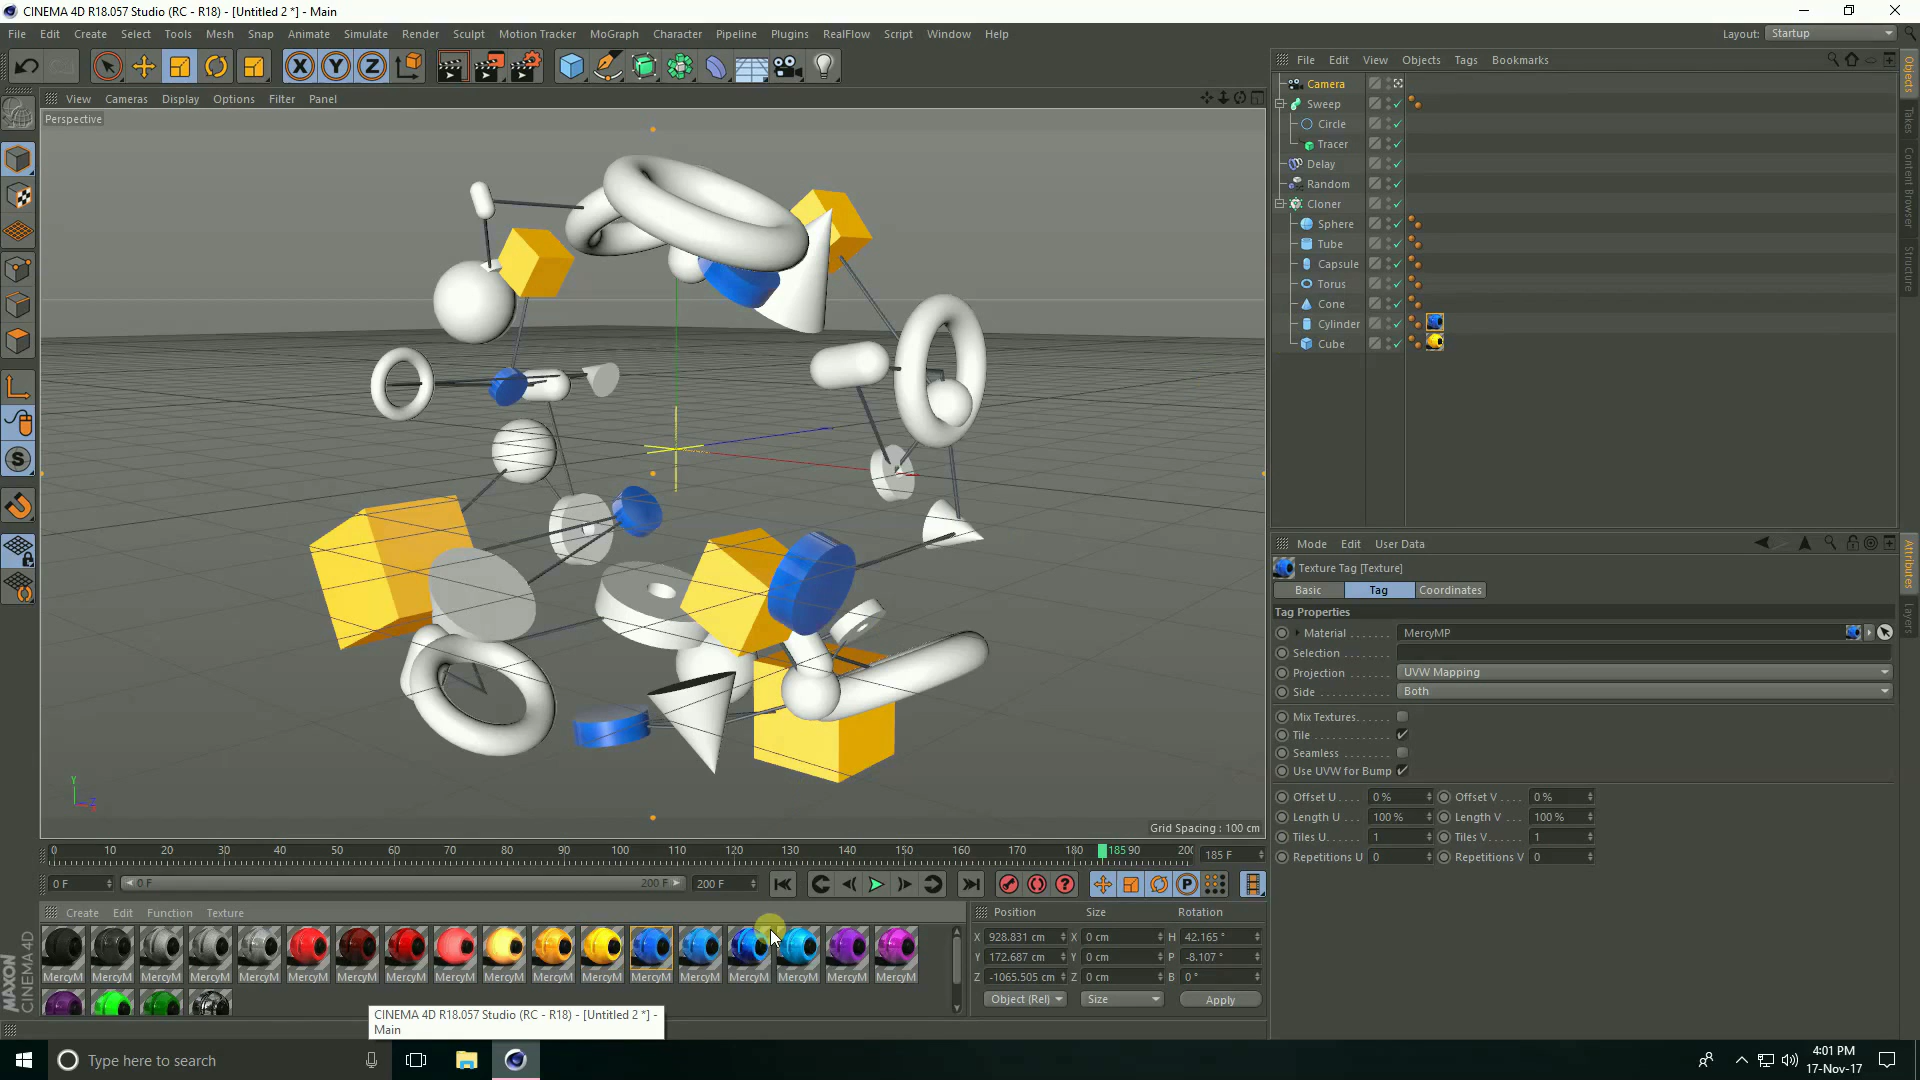 CINEMA 4D R18.057 Studio (RC - R18) - [Untitled 2 *] - Main
File Edit Create Select Tools Mesh Snap Animate Simulate Render Sculpt Motion Tracker MoGraph Character Pipeline Plugins RealFlow Script Window Help
Layout: Startup
X Y Z
View Cameras Display Options Filter Panel
Perspective
Y
Z
Grid Spacing : 100 cm
File Edit View Objects Tags Bookmarks
Camera
Sweep
Circle
Tracer
Delay
Random
Cloner
Sphere
Tube
Capsule
Torus
Cone
Cylinder
Cube
Objects
Takes
Content Browser
Structure
Mode Edit User Data
Texture Tag [Texture]
Basic Tag Coordinates
Tag Properties
Material MercyMP
Selection
Projection UVW Mapping
Side Both
Mix Textures
Tile
Seamless
Use UVW for Bump
Offset U 0 % Offset V 0 %
Length U 100 % Length V 100 %
Tiles U 1 Tiles V 1
Repetitions U 0 Repetitions V 0
Attributes
Layers
0 10 20 30 40 50 60 70 80 90 100 110 120 130 140 150 160 170 180 185 90 200
185 F
0 F 0 F 200 F 200 F
Create Edit Function Texture
MercyM MercyM MercyM MercyM MercyM MercyM MercyM MercyM MercyM MercyM MercyM MercyM MercyM MercyM MercyM MercyM MercyM MercyM
Position Size Rotation
X 928.831 cm X 0 cm H 42.165 °
Y 172.687 cm Y 0 cm P -8.107 °
Z -1065.505 cm Z 0 cm B 0 °
Object (Rel) Size Apply
MAXON
CINEMA 4D
CINEMA 4D R18.057 Studio (RC - R18) - [Untitled 2 *] -
Main
Type here to search
4:01 PM
17-Nov-17